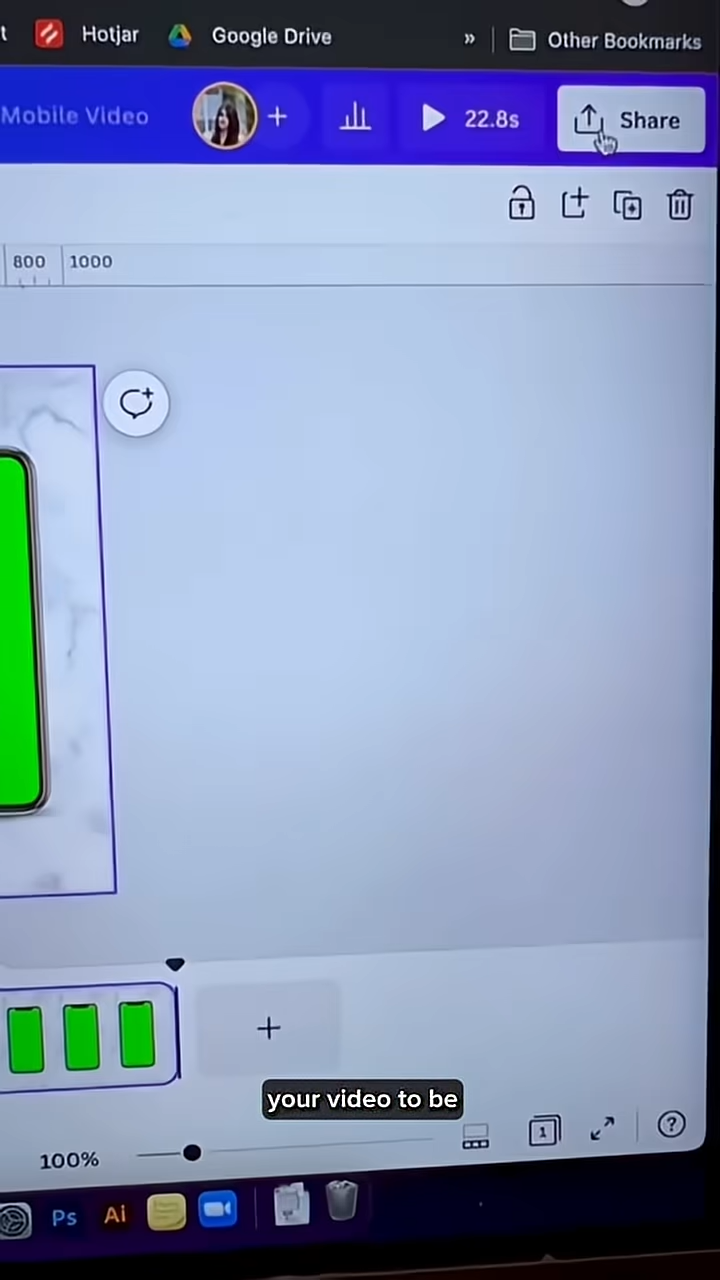 t Hotjar Google Drive » Other Bookmarks
Mobile Video + 22.8s Share
800 1000
+
your video to be
100% 1 ?
Ps Ai